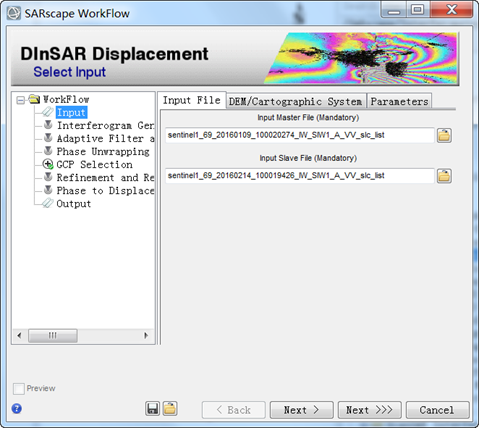 SARscape WorkFlow
DInSAR Displacement
Select Input
WorkFlow
Input
Interferogram Gen
Adaptive Filter a
Phase Unwrapping
GCP Selection
Refinement and Re
Phase to Displace
Output
Input File DEM/Cartographic System Parameters
Input Master File (Mandatory)
sentinel1_69_20160109_100020274_IW_SIW1_A_VV_slc_list
Input Slave File (Mandatory)
sentinel1_69_20160214_100019426_IW_SIW1_A_VV_slc_list
Preview
< Back Next > Next >>> Cancel